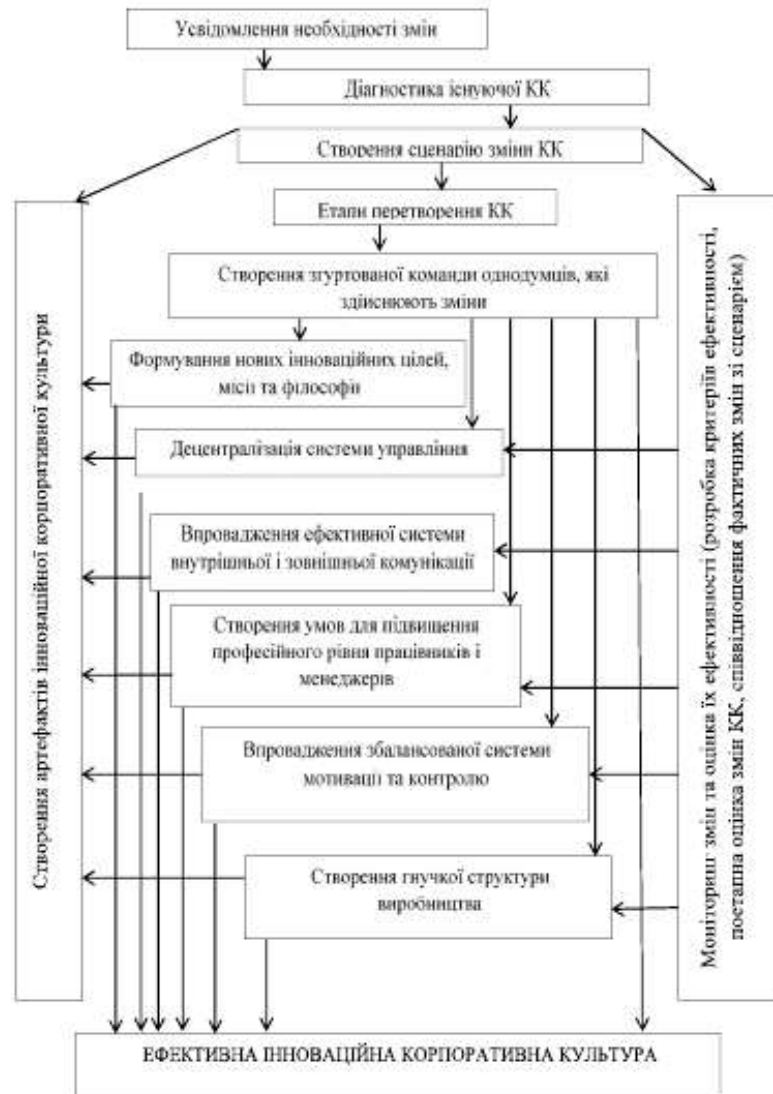 Усвідомлення необхідності змін
Діагностика існуючої КК
Створення сценарію зміни КК
Етапи перетворення КК
Створення згуртованої команди однодумців, які
здійснюють зміни
Формування нових інноваційних цілей,
місії та філософії
Децентралізація системи управління
Впровадження ефективної системи
внутрішньої і зовнішньої комунікації
Створення умов для підвищення
професійного рівня працівників і
менеджерів
Впровадження збалансованої системи
мотивації та контролю
Створення гнучкої структури
виробництва
Створення артефактів інноваційної корпоративної культури
Моніторинг змін та оцінка їх ефективності (розробка критеріїв ефективності,
поетапна оцінка змін КК, співвідношення фактичних змін зі сценарієм)
ЕФЕКТИВНА ІННОВАЦІЙНА КОРПОРАТИВНА КУЛЬТУРА